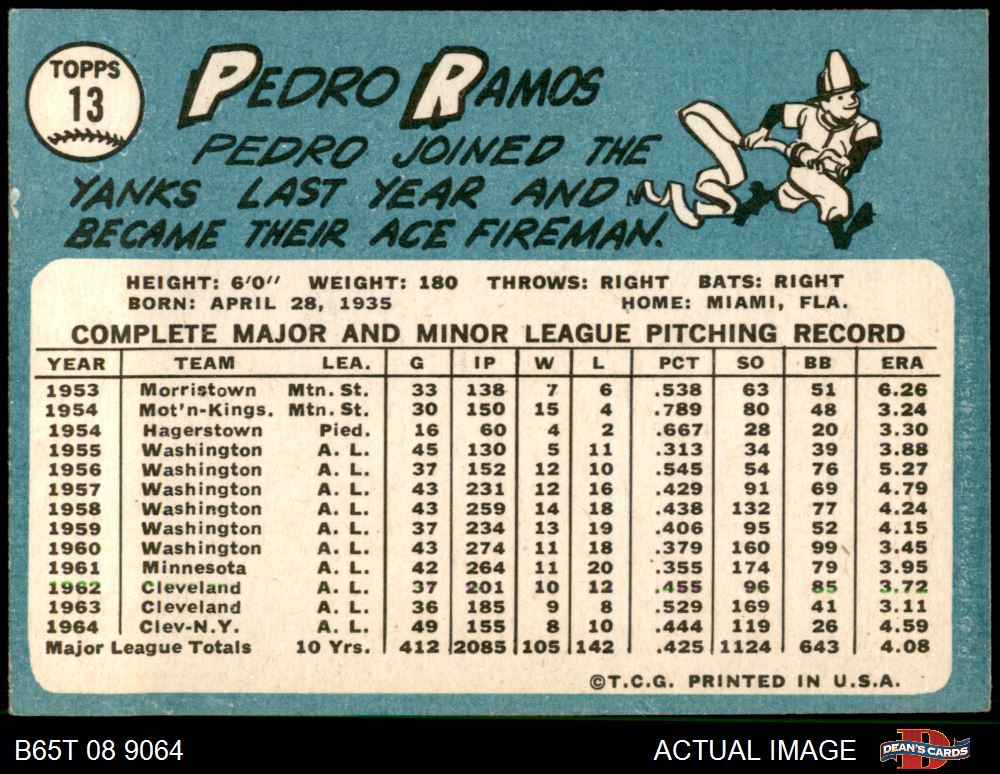 TOPPS
13
PEDRO RAMOS
PEDRO JOINED THE
YANKS LAST YEAR AND
BECAME THEIR ACE FIREMAN.
HEIGHT: 6'0" WEIGHT: 180 THROWS: RIGHT BATS: RIGHT
BORN: APRIL 28, 1935 HOME: MIAMI, FLA.
COMPLETE MAJOR AND MINOR LEAGUE PITCHING RECORD
YEAR TEAM LEA. G IP W L PCT SO BB ERA
1953 Morristown Mtn. St. 33 138 7 6 .538 63 51 6.26
1954 Mot'n-Kings. Mtn. St. 30 150 15 4 .789 80 48 3.24
1954 Hagerstown Pied. 16 60 4 2 .667 28 20 3.30
1955 Washington A. L. 45 130 5 11 .313 34 39 3.88
1956 Washington A. L. 37 152 12 10 .545 54 76 5.27
1957 Washington A. L. 43 231 12 16 .429 91 69 4.79
1958 Washington A. L. 43 259 14 18 .438 132 77 4.24
1959 Washington A. L. 37 234 13 19 .406 95 52 4.15
1960 Washington A. L. 43 274 11 18 .379 160 99 3.45
1961 Minnesota A. L. 42 264 11 20 .355 174 79 3.95
1962 Cleveland A. L. 37 201 10 12 .455 96 85 3.72
1963 Cleveland A. L. 36 185 9 8 .529 169 41 3.11
1964 Clev-N.Y. A. L. 49 155 8 10 .444 119 26 4.59
Major League Totals 10 Yrs. 412 2085 105 142 .425 1124 643 4.08
©T.C.G. PRINTED IN U.S.A.
B65T 08 9064 ACTUAL IMAGE DEAN'S CARDS